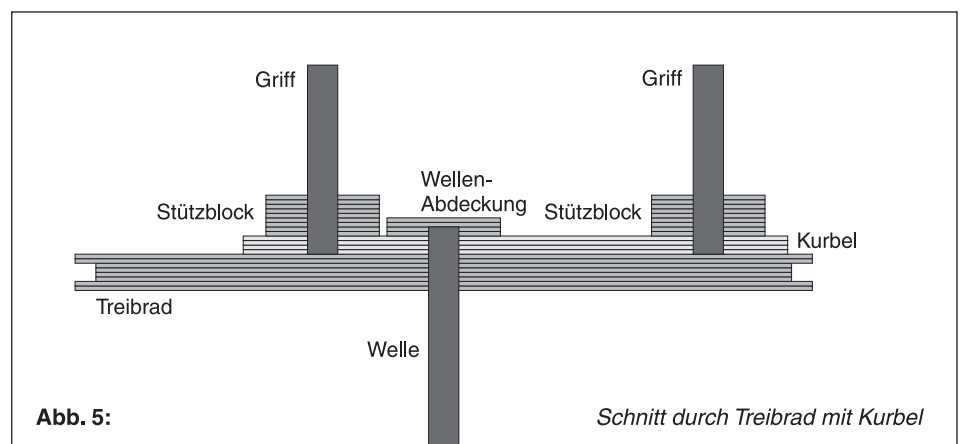 Griff
Griff
Wellen-
Abdeckung
Stützblock
Stützblock
Kurbel
Treibrad
Welle
Abb. 5:
Schnitt durch Treibrad mit Kurbel